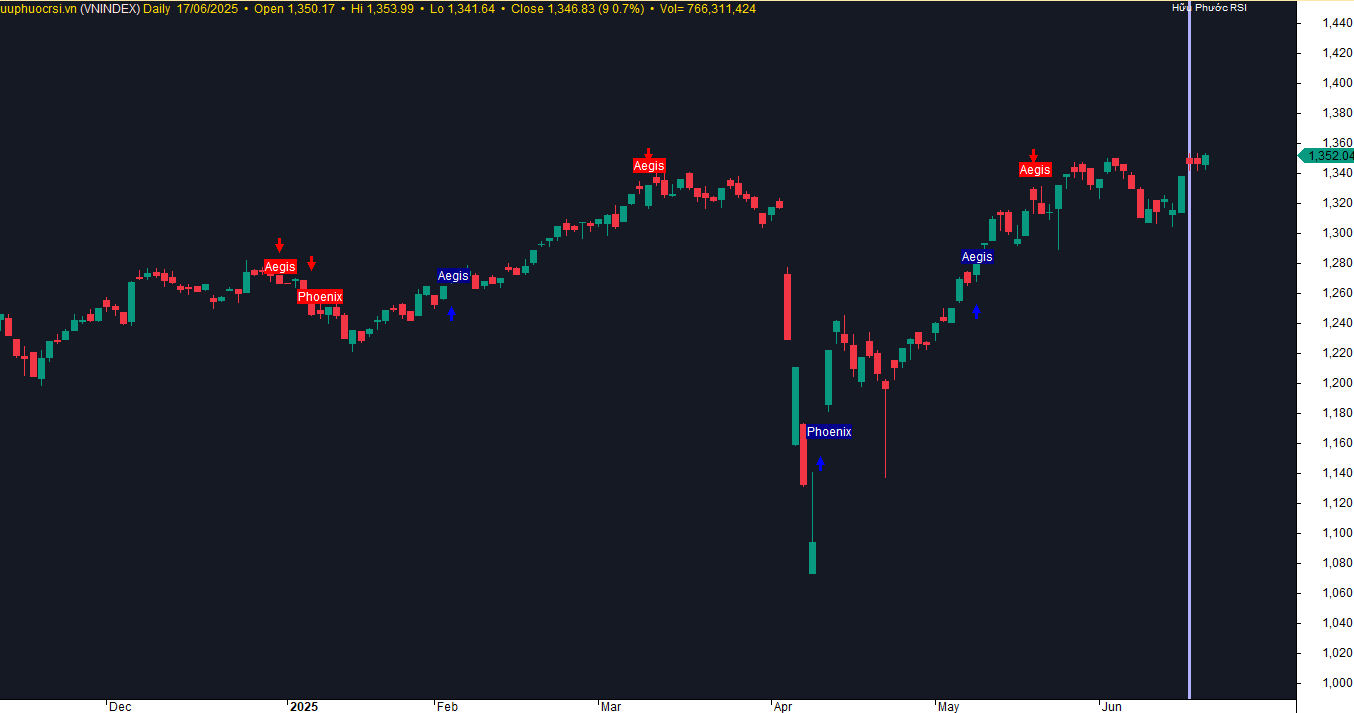 uuphuocrsi.vn (VNINDEX) Daily 17/06/2025 • Open 1,350.17 • Hi 1,353.99 • Lo 1,341.64 • Close 1,346.83 (9 0.7%) • Vol= 766,311,424
Hữu Phước RSI
1,440
1,420
1,400
1,380
1,360
1,352.04
1,340
1,320
1,300
1,280
1,260
1,240
1,220
1,200
1,180
1,160
1,140
1,120
1,100
1,080
1,060
1,040
1,020
1,000
Aegis
Phoenix
Aegis
Aegis
Phoenix
Aegis
Aegis
Dec 2025 Feb Mar Apr May Jun